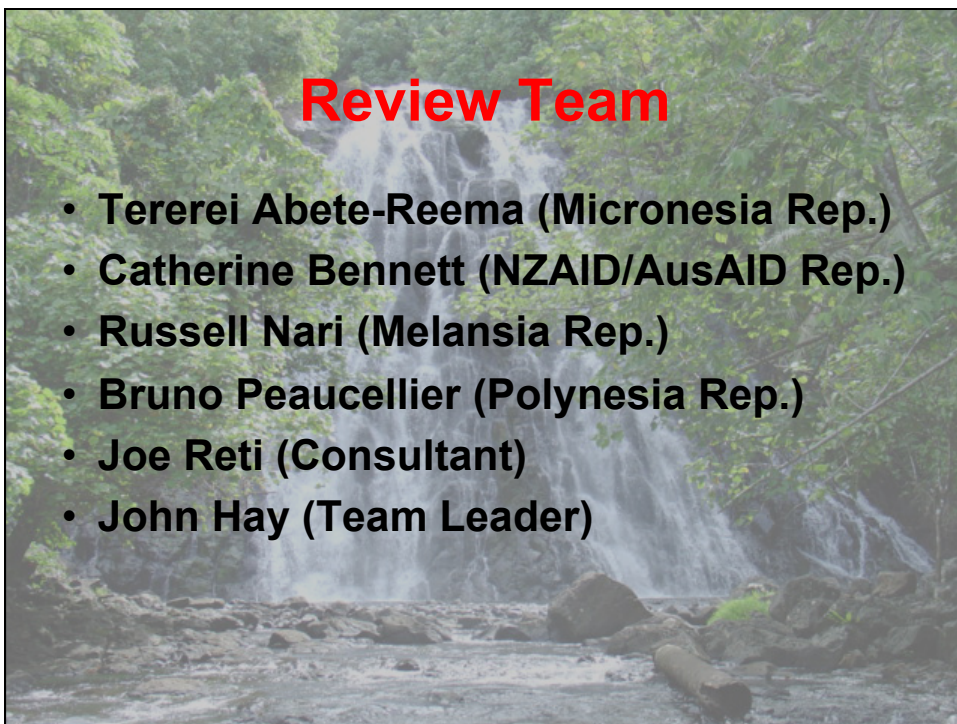 Review Team
• Tererei Abete-Reema (Micronesia Rep.)
• Catherine Bennett (NZAID/AusAID Rep.)
• Russell Nari (Melansia Rep.)
• Bruno Peaucellier (Polynesia Rep.)
• Joe Reti (Consultant)
• John Hay (Team Leader)